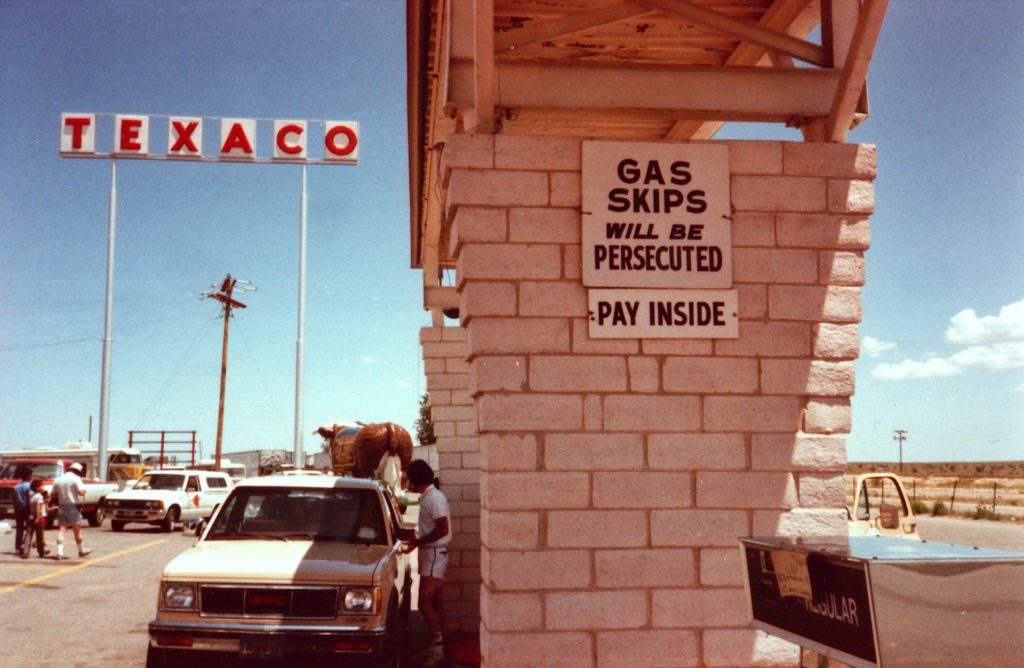 TEXACO
GAS
SKIPS
WILL BE
PERSECUTED
PAY INSIDE
GMC
REGULAR